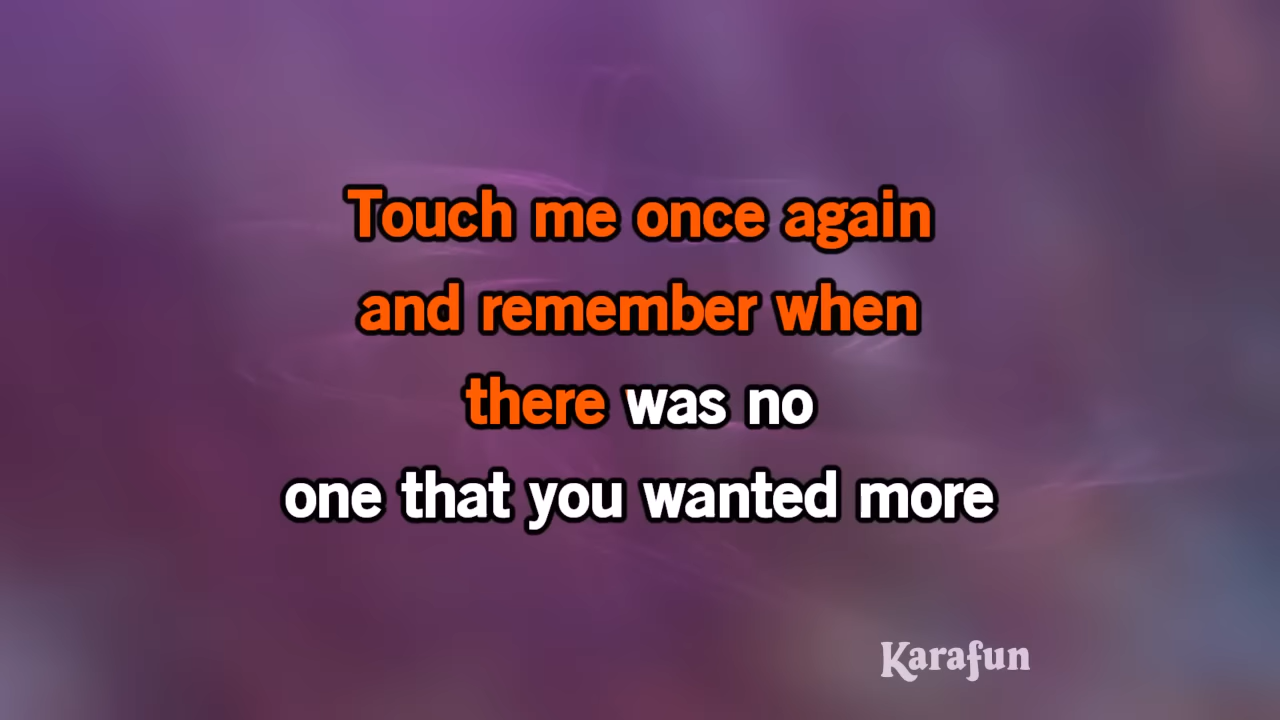 Touch me once again
and remember when
there was no
one that you wanted more
Karafun